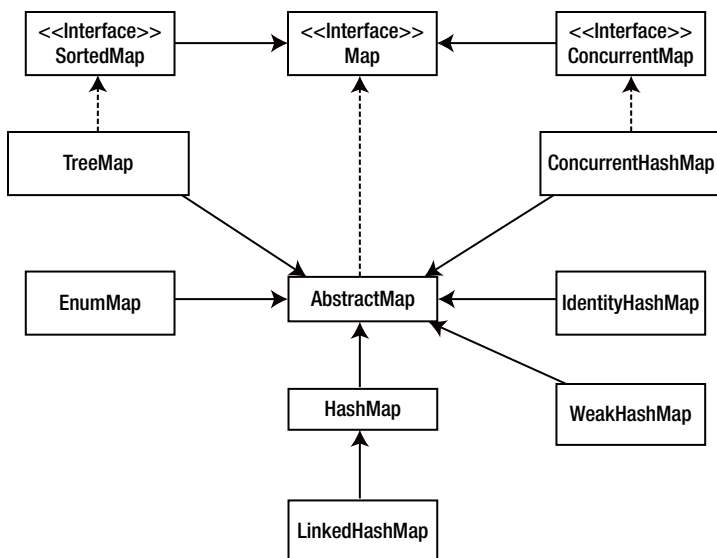 <<Interface>>
SortedMap
<<Interface>>
Map
<<Interface>>
ConcurrentMap
TreeMap
ConcurrentHashMap
EnumMap
AbstractMap
IdentityHashMap
HashMap
WeakHashMap
LinkedHashMap